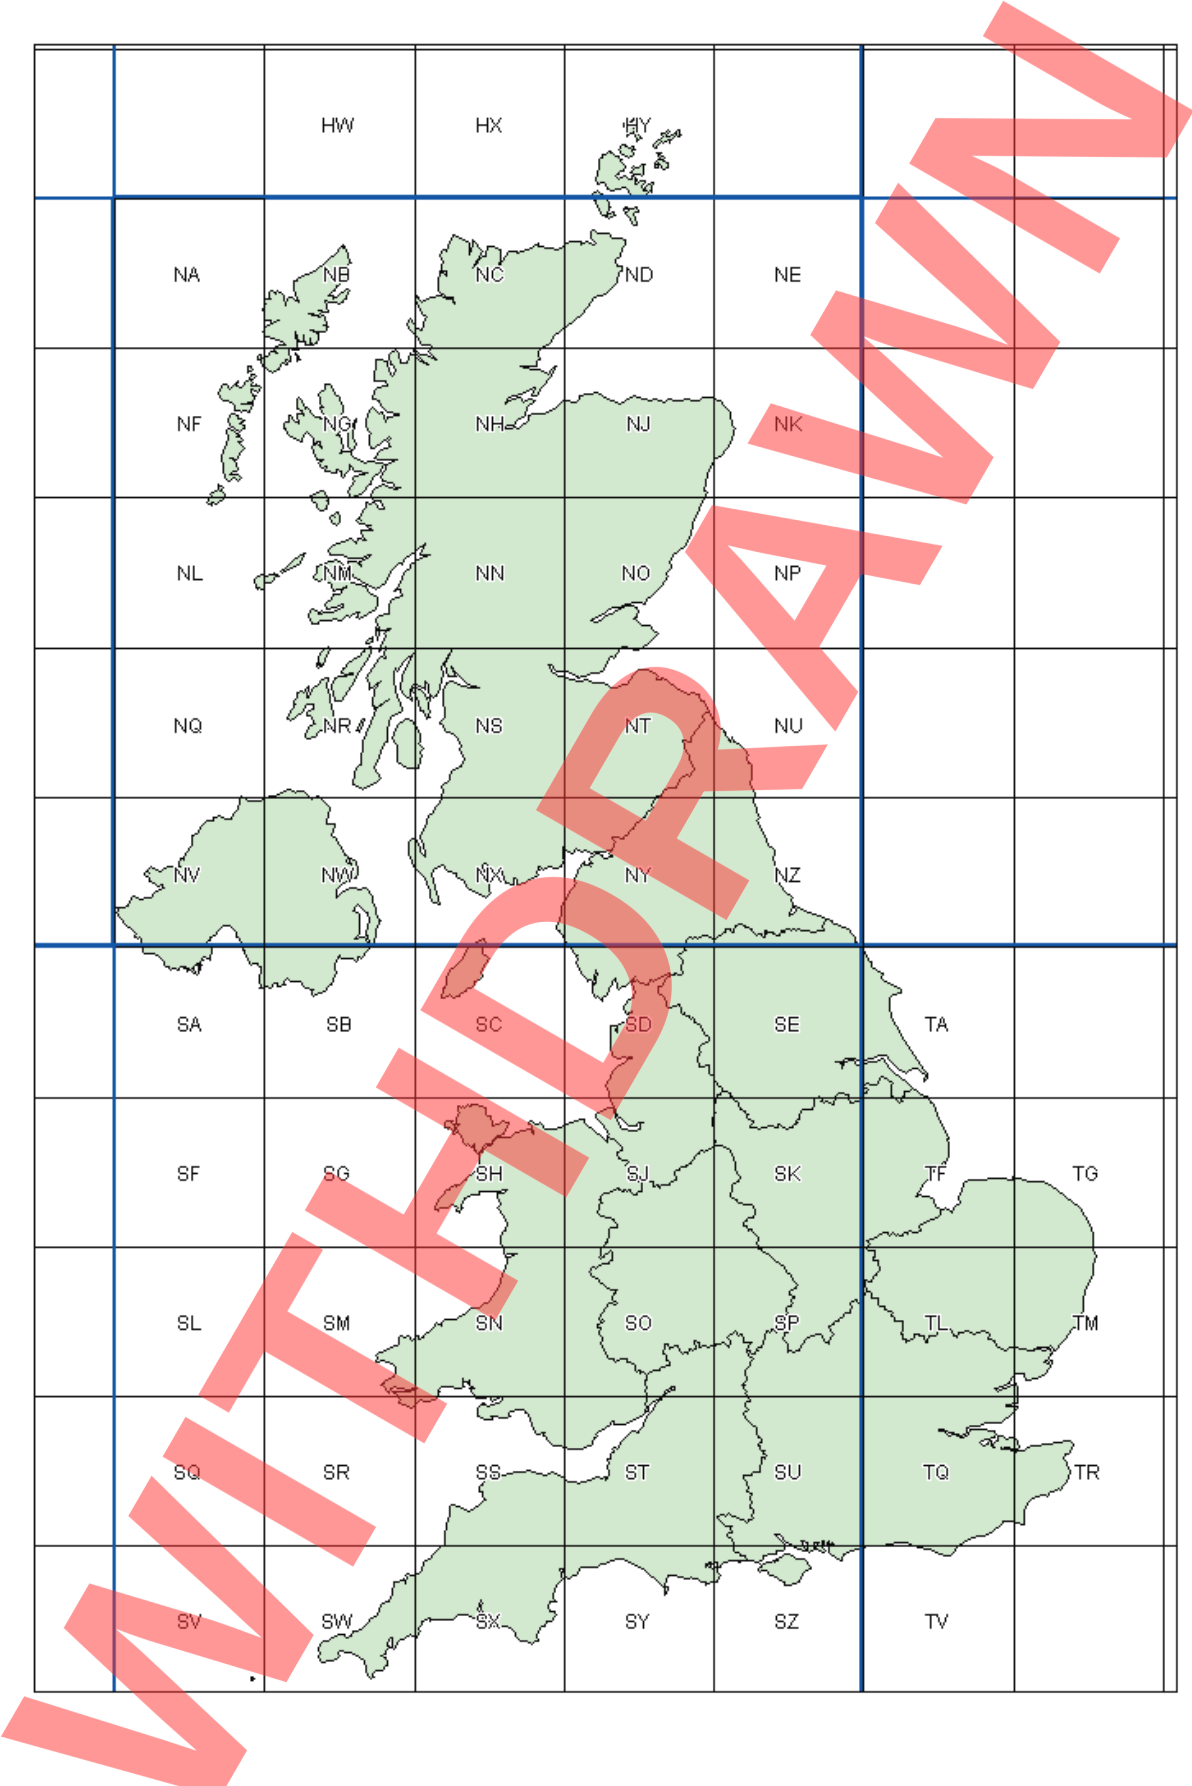 HW HX HY
NA NB NC ND NE
NF NG NH NJ NK
NL NM NN NO NP
NQ NR NS NT NU
NV NW NX NY NZ
SA SB SC SD SE TA
SF SG SH SJ SK TF TG
SL SM SN SO SP TL TM
SQ SR SS ST SU TQ TR
SV SW SX SY SZ TV
WITHDRAWN